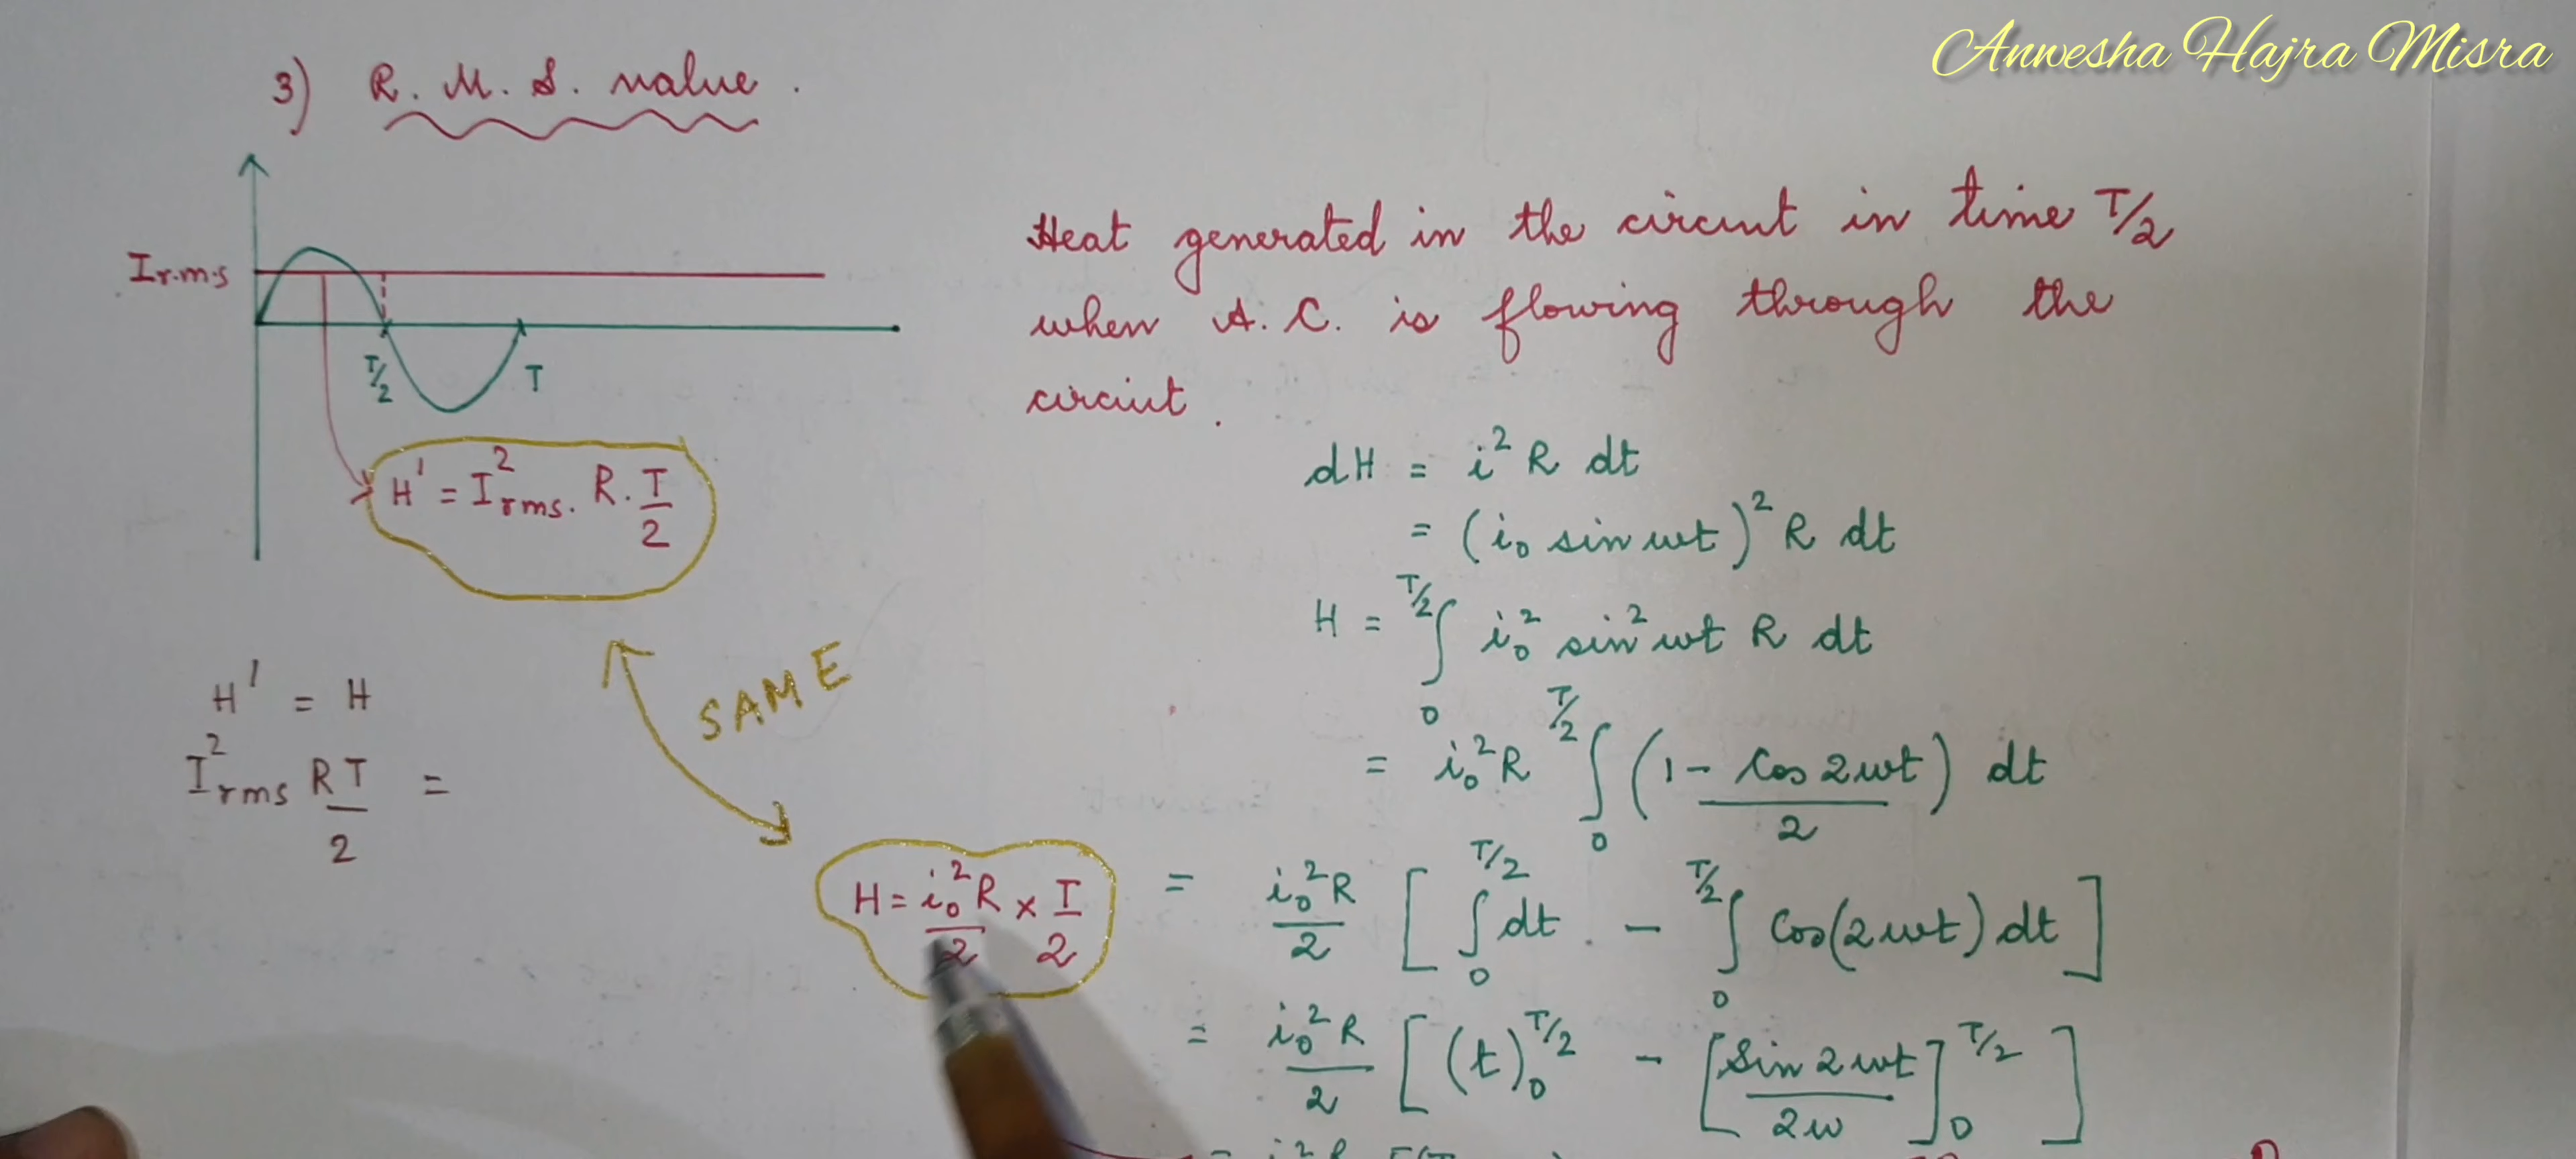 Anwesha Hajra Misra
3) R. M. S. value.
Ir.m.s
T/2
T
H' = I²rms. R. T/2
H' = H
I²rms RT/2 =
SAME
H = i₀²R/2 × T/2
Heat generated in the circuit in time T/2
when A. C. is flowing through the
circuit.
dH = i² R dt
= (i₀ sin ωt)² R dt
H = ∫₀^T/2 i₀² sin² ωt R dt
= i₀²R ∫₀^T/2 (1 - Cos 2ωt / 2) dt
= i₀²R/2 [ ∫₀^T/2 dt - ∫₀^T/2 Cos(2ωt) dt ]
= i₀²R/2 [ (t)₀^T/2 - [Sin 2ωt / 2ω]₀^T/2 ]